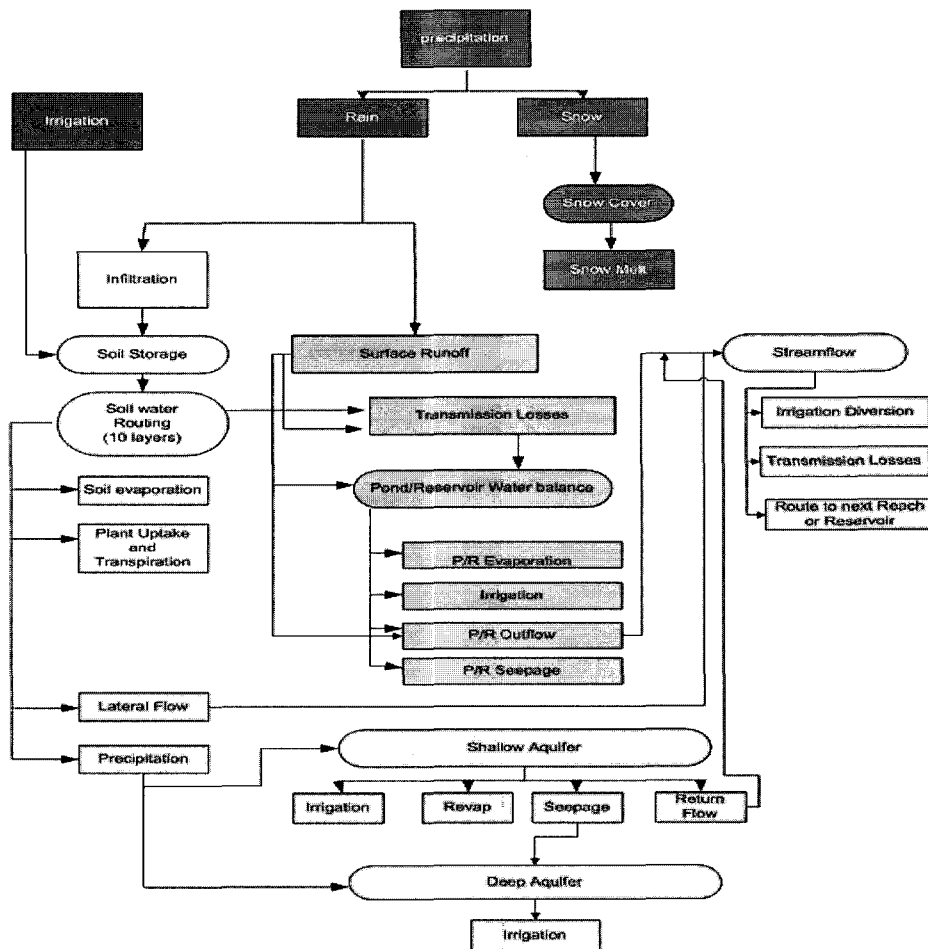 precipitation
Irrigation
Rain
Snow
Snow Cover
Snow Melt
Infiltration
Soil Storage
Surface Runoff
Streamflow
Soil water
Routing
(10 layers)
Transmission Losses
Irrigation Diversion
Transmission Losses
Route to next Reach
or Reservoir
Soil evaporation
Pond/Reservoir Water balance
Plant Uptake
and
Transpiration
P/R Evaporation
Irrigation
P/R Outflow
P/R Seepage
Lateral Flow
Precipitation
Shallow Aquifer
Irrigation
Revap
Seepage
Return
Flow
Deep Aquifer
Irrigation